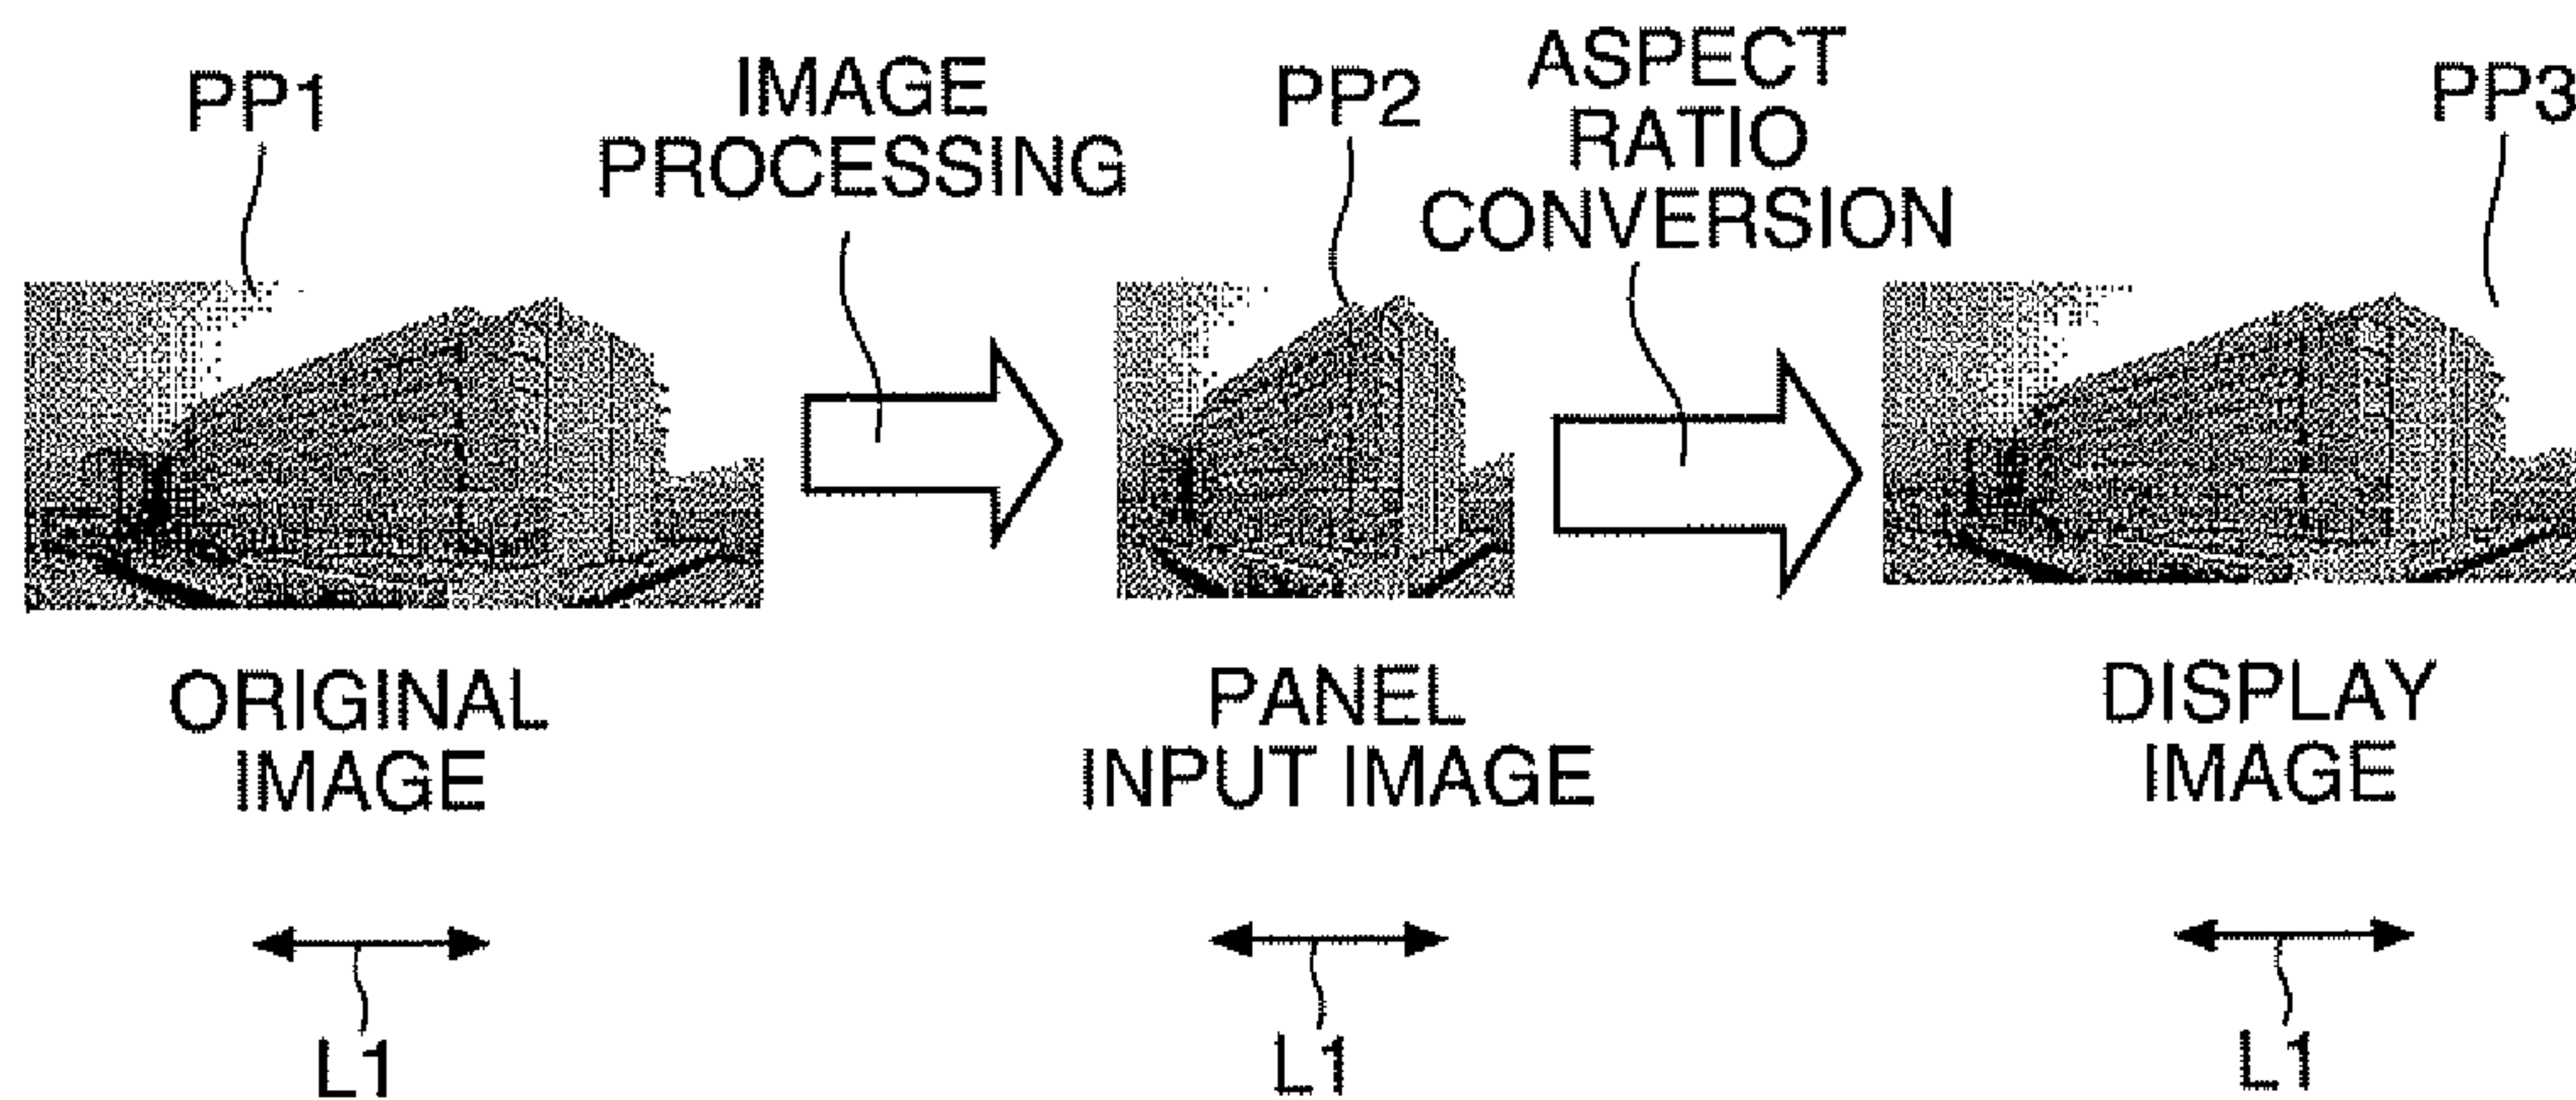 PP1
IMAGE
PROCESSING
PP2
ASPECT
RATIO
CONVERSION
PP3
ORIGINAL
IMAGE
PANEL
INPUT IMAGE
DISPLAY
IMAGE
L1
L1
L1